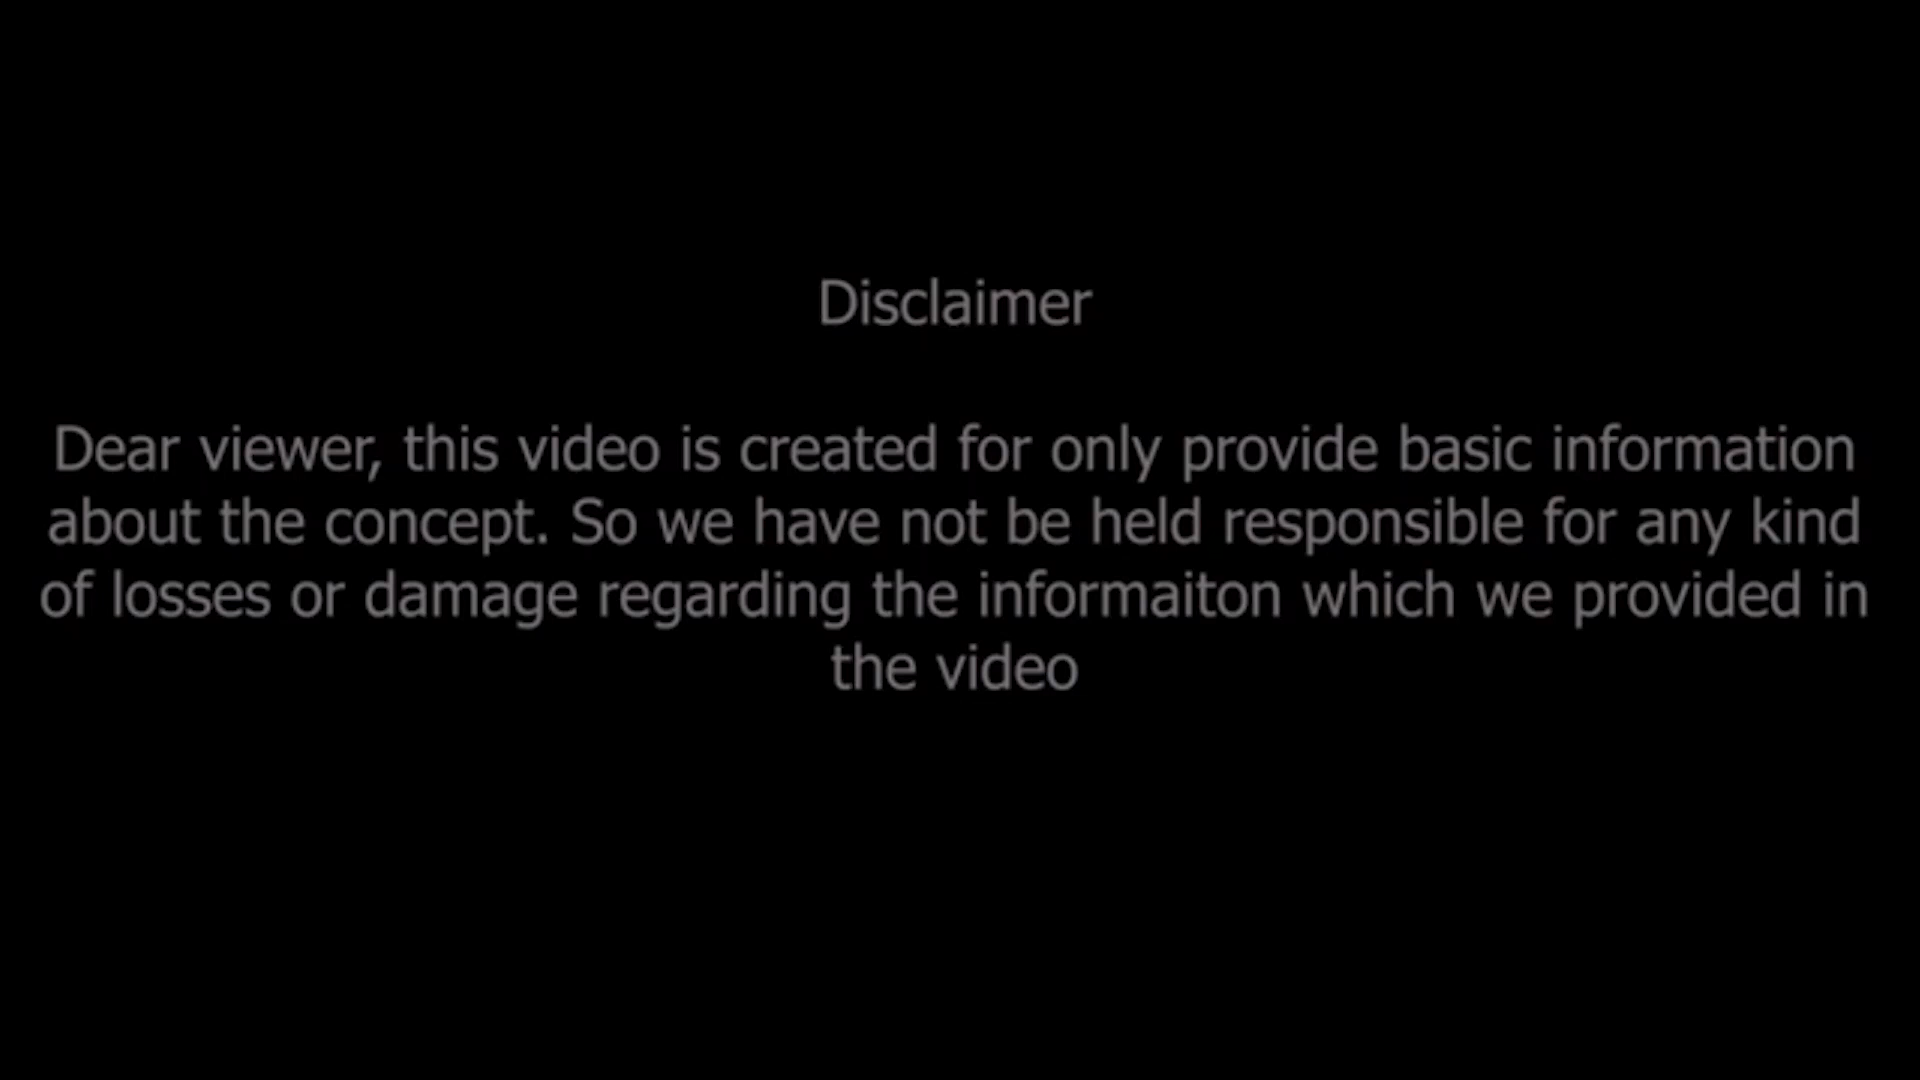 Disclaimer
Dear viewer, this video is created for only provide basic information
about the concept. So we have not be held responsible for any kind
of losses or damage regarding the informaiton which we provided in
the video